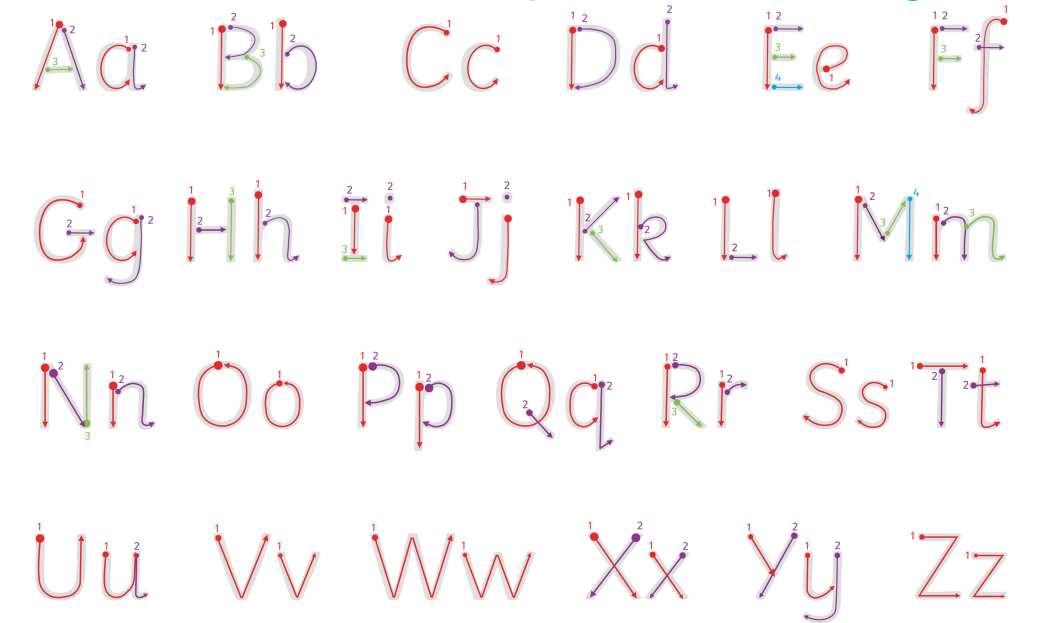 Aa Bb Cc Dd Ee Ff
Gg Hh Ii Jj Kk Ll Mm
Nn Oo Pp Qq Rr Ss Tt
Uu Vv Ww Xx Yy Zz